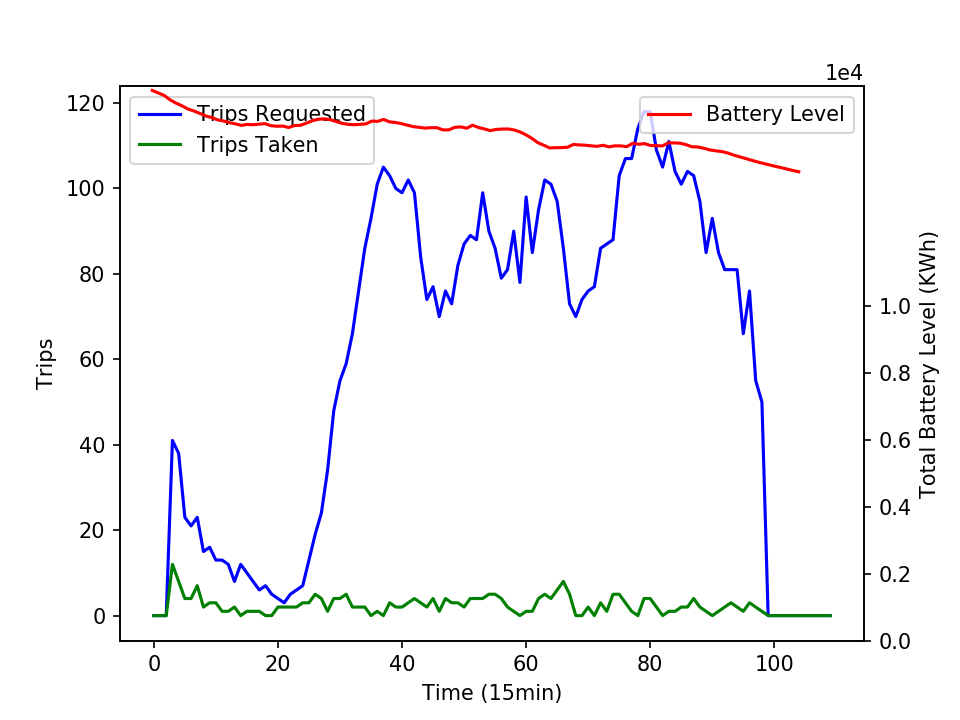 1e4
120
100
80
60
40
20
0
Trips
Trips Requested
Trips Taken
Battery Level
1.0
0.8
0.6
0.4
0.2
0.0
Total Battery Level (KWh)
0 20 40 60 80 100
Time (15min)